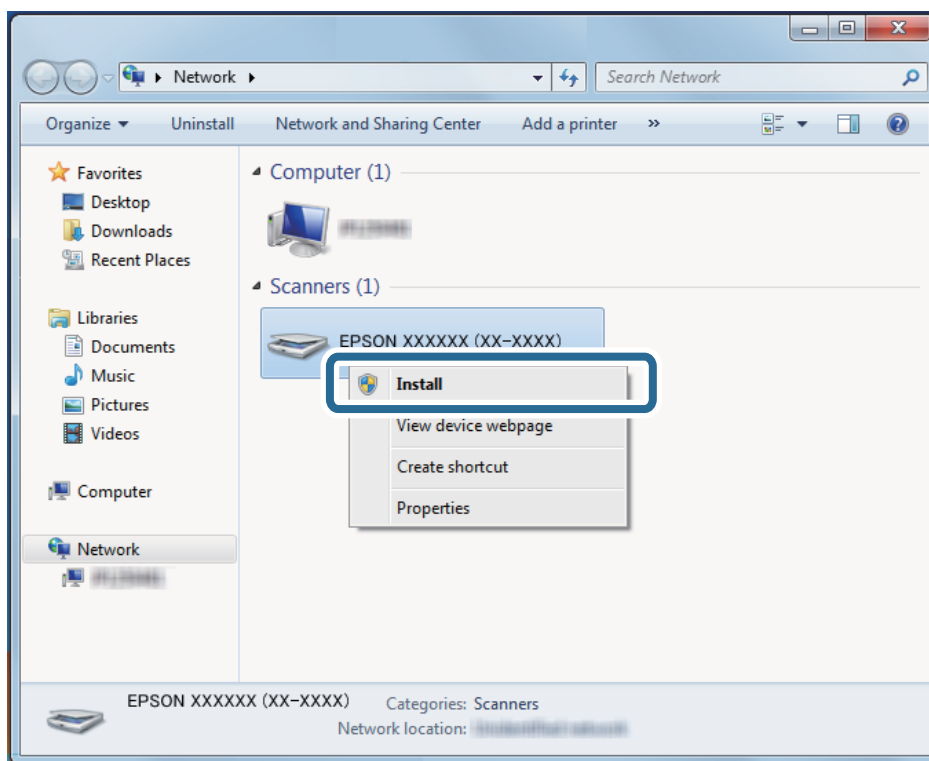 Network
Search Network
Organize Uninstall Network and Sharing Center Add a printer »
Favorites
Desktop
Downloads
Recent Places
Libraries
Documents
Music
Pictures
Videos
Computer
Network
Computer (1)
Scanners (1)
EPSON XXXXXX (XX-XXXX)
Install
View device webpage
Create shortcut
Properties
EPSON XXXXXX (XX-XXXX) Categories: Scanners
Network location: